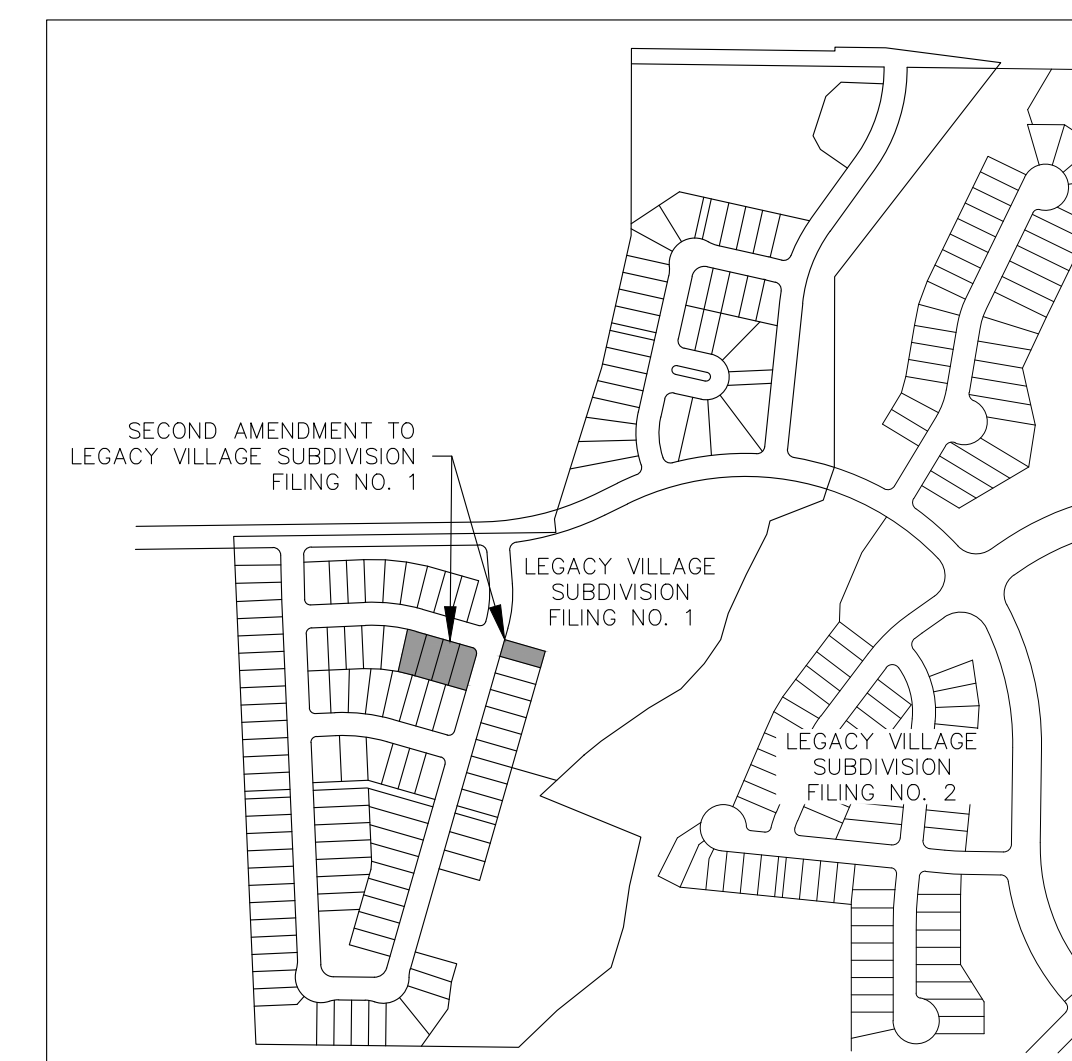 SECOND AMENDMENT TO
LEGACY VILLAGE SUBDIVISION
FILING NO. 1
LEGACY VILLAGE
SUBDIVISION
FILING NO. 1
LEGACY VILLAGE
SUBDIVISION
FILING NO. 2